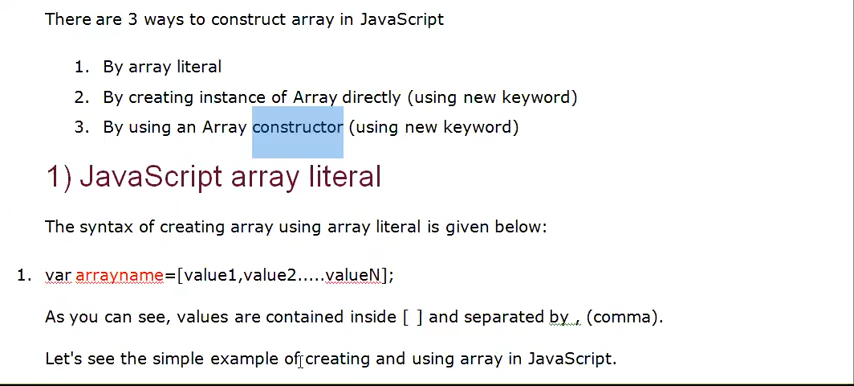 There are 3 ways to construct array in JavaScript
1. By array literal
2. By creating instance of Array directly (using new keyword)
3. By using an Array constructor (using new keyword)
1) JavaScript array literal
The syntax of creating array using array literal is given below:
1. var arrayname=[value1,value2.....valueN];
As you can see, values are contained inside [ ] and separated by , (comma).
Let's see the simple example of creating and using array in JavaScript.